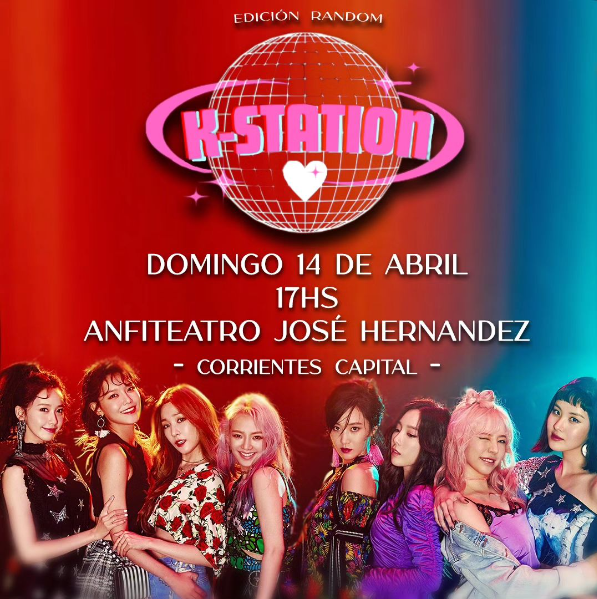 EDICIÓN RANDOM
K-STATION
DOMINGO 14 DE ABRIL
17HS
ANFITEATRO JOSÉ HERNANDEZ
- CORRIENTES CAPITAL -